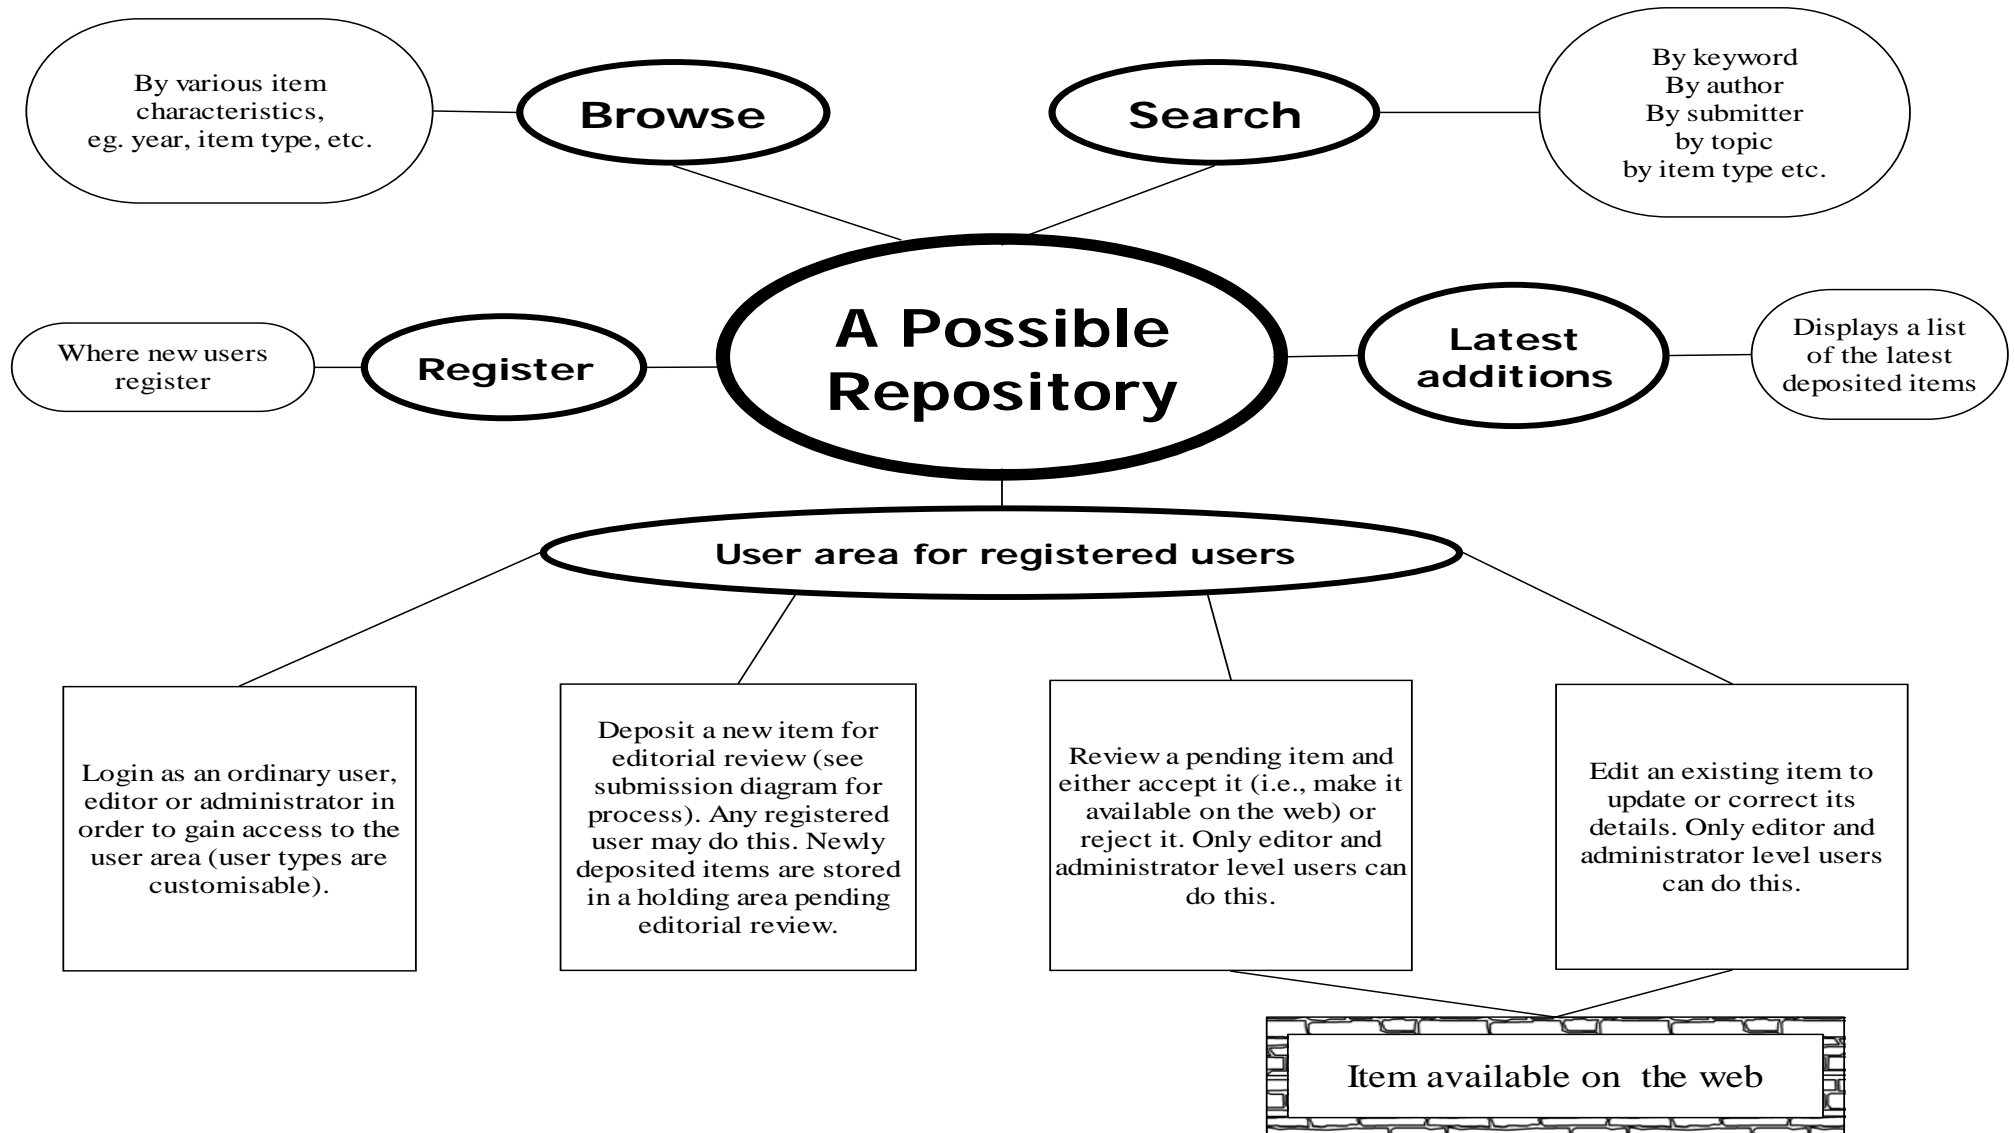 By various item
characteristics,
eg. year, item type, etc.
Browse
Search
By keyword
By author
By submitter
by topic
by item type etc.
Where new users
register
Register
A Possible
Repository
Latest
additions
Displays a list
of the latest
deposited items
User area for registered users
Login as an ordinary user,
editor or administrator in
order to gain access to the
user area (user types are
customisable).
Deposit a new item for
editorial review (see
submission diagram for
process). Any registered
user may do this. Newly
deposited items are stored
in a holding area pending
editorial review.
Review a pending item and
either accept it (i.e., make it
available on the web) or
reject it. Only editor and
administrator level users can
do this.
Edit an existing item to
update or correct its
details. Only editor and
administrator level users
can do this.
Item available on the web